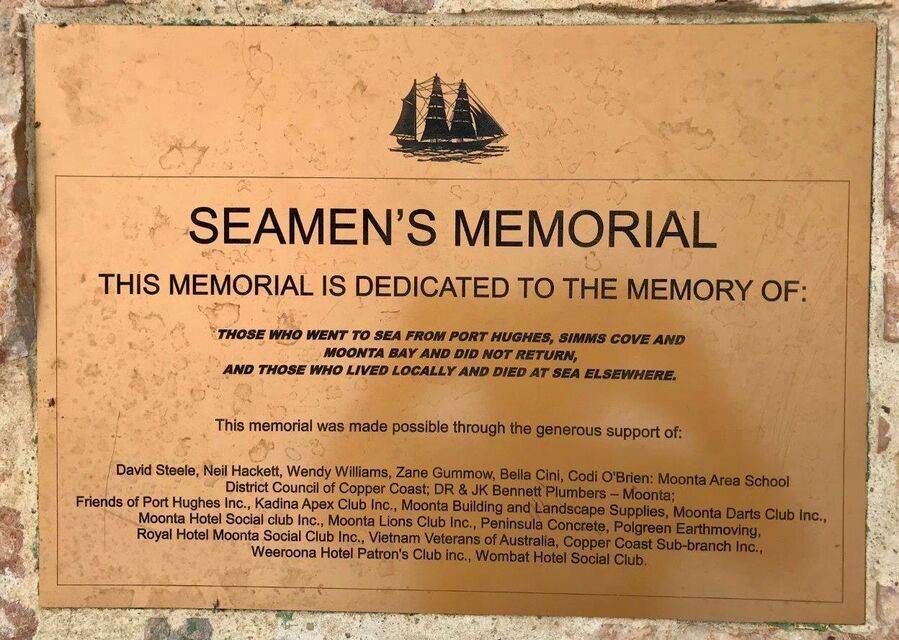 SEAMEN'S MEMORIAL
THIS MEMORIAL IS DEDICATED TO THE MEMORY OF:
THOSE WHO WENT TO SEA FROM PORT HUGHES, SIMMS COVE AND
MOONTA BAY AND DID NOT RETURN,
AND THOSE WHO LIVED LOCALLY AND DIED AT SEA ELSEWHERE.
This memorial was made possible through the generous support of:
David Steele, Neil Hackett, Wendy Williams, Zane Gummow, Bella Cini, Codi O'Brien: Moonta Area School
District Council of Copper Coast; DR & JK Bennett Plumbers – Moonta;
Friends of Port Hughes Inc., Kadina Apex Club Inc., Moonta Building and Landscape Supplies, Moonta Darts Club Inc.,
Moonta Hotel Social club Inc., Moonta Lions Club Inc., Peninsula Concrete, Polgreen Earthmoving,
Royal Hotel Moonta Social Club Inc., Vietnam Veterans of Australia, Copper Coast Sub-branch Inc.,
Weeroona Hotel Patron's Club inc., Wombat Hotel Social Club.